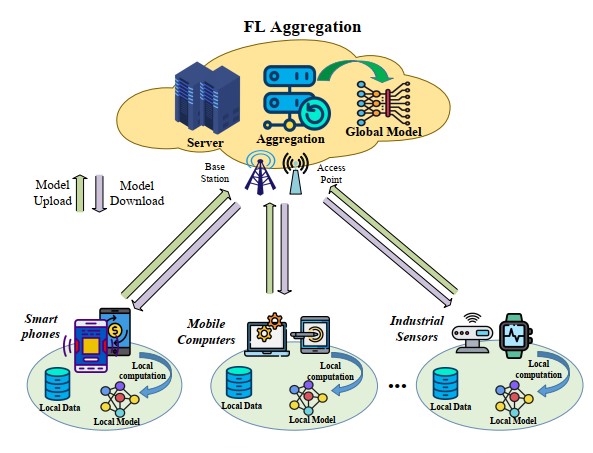 FL Aggregation
Server
Aggregation
Global Model
Base
Station
Access
Point
Model
Upload
Model
Download
Smart
phones
Local
computation
Local Data
Local Model
Mobile
Computers
Local
computation
Local Data
Local Model
...
Industrial
Sensors
Local
computation
Local Data
Local Model